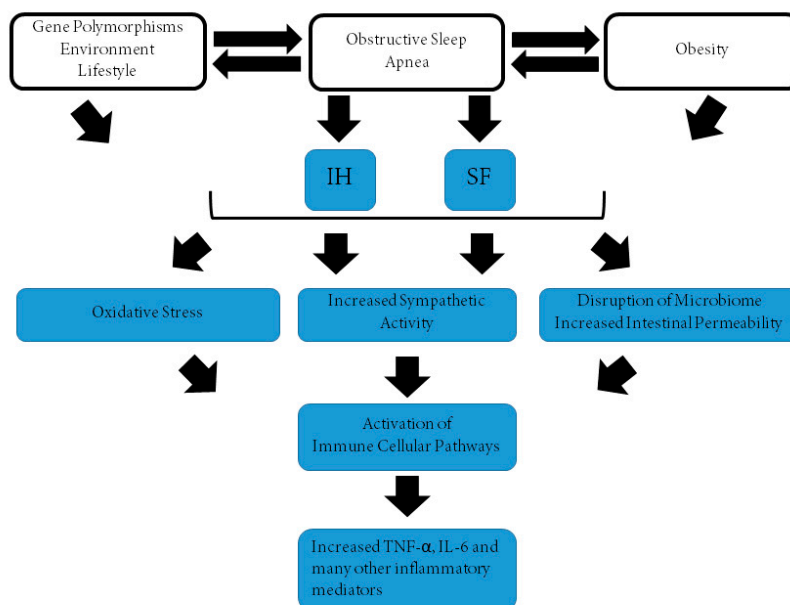 Gene Polymorphisms
Environment
Lifestyle
Obstructive Sleep
Apnea
Obesity
IH
SF
Oxidative Stress
Increased Sympathetic
Activity
Disruption of Microbiome
Increased Intestinal Permeability
Activation of
Immune Cellular Pathways
Increased TNF-α, IL-6 and
many other inflammatory
mediators